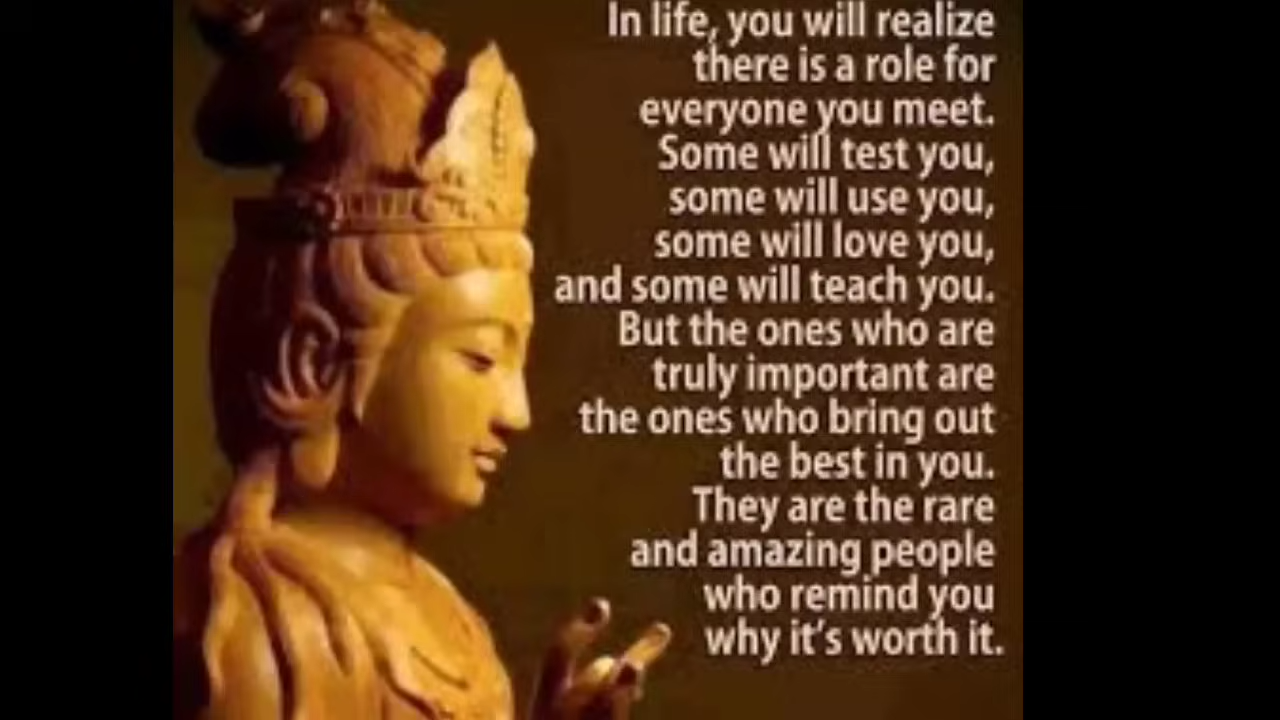 In life, you will realize
there is a role for
everyone you meet.
Some will test you,
some will use you,
some will love you,
and some will teach you.
But the ones who are
truly important are
the ones who bring out
the best in you.
They are the rare
and amazing people
who remind you
why it’s worth it.